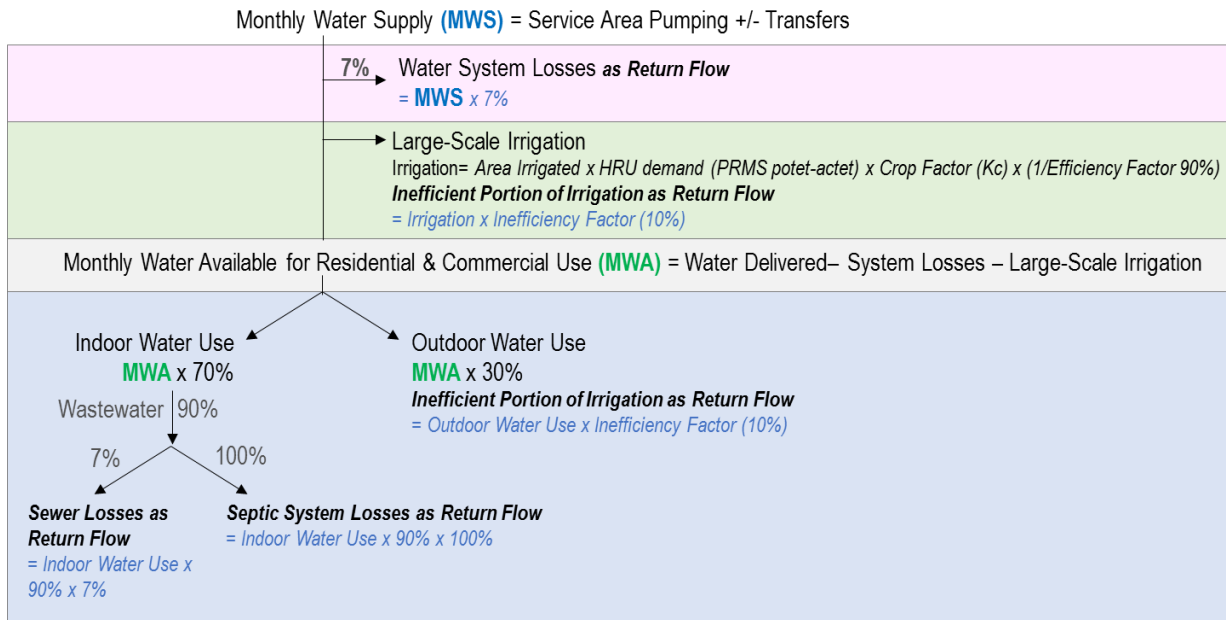 Monthly Water Supply (MWS) = Service Area Pumping +/- Transfers
7%
Water System Losses as Return Flow
= MWS x 7%
Large-Scale Irrigation
Irrigation= Area Irrigated x HRU demand (PRMS potet-actet) x Crop Factor (Kc) x (1/Efficiency Factor 90%)
Inefficient Portion of Irrigation as Return Flow
= Irrigation x Inefficiency Factor (10%)
Monthly Water Available for Residential & Commercial Use (MWA) = Water Delivered– System Losses – Large-Scale Irrigation
Indoor Water Use
MWA x 70%
Outdoor Water Use
MWA x 30%
Inefficient Portion of Irrigation as Return Flow
= Outdoor Water Use x Inefficiency Factor (10%)
Wastewater 90%
7%
100%
Sewer Losses as
Return Flow
= Indoor Water Use x
90% x 7%
Septic System Losses as Return Flow
= Indoor Water Use x 90% x 100%